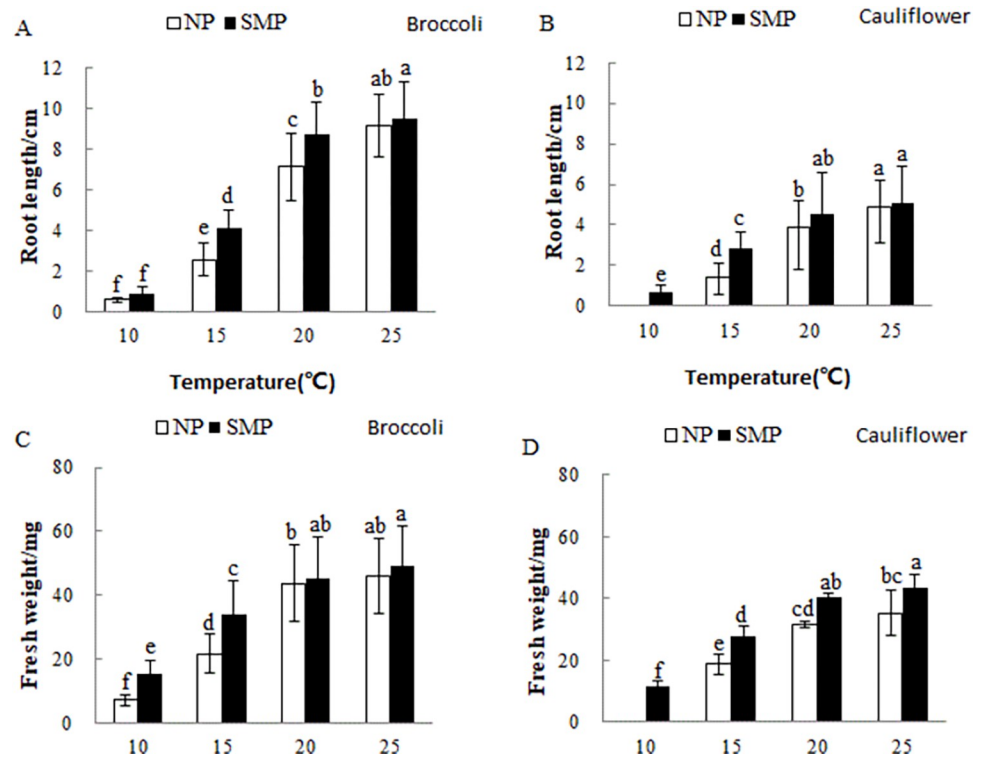 A
NP SMP
Broccoli
Root length/cm
12
10
8
6
4
2
0
f f
e d
c b
ab a
10 15 20 25
Temperature(℃)
B
NP SMP
Cauliflower
Root length/cm
12
10
8
6
4
2
0
e
d c
b ab
a a
10 15 20 25
Temperature(℃)
C
NP SMP
Broccoli
Fresh weight/mg
80
60
40
20
0
f e
d c
b ab
ab a
10 15 20 25
D
NP SMP
Cauliflower
Fresh weight/mg
80
60
40
20
0
f
e d
cd ab
bc a
10 15 20 25